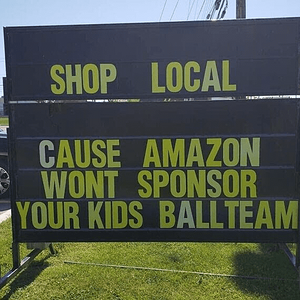 SHOP LOCAL
CAUSE AMAZON
WONT SPONSOR
YOUR KIDS BALLTEAM